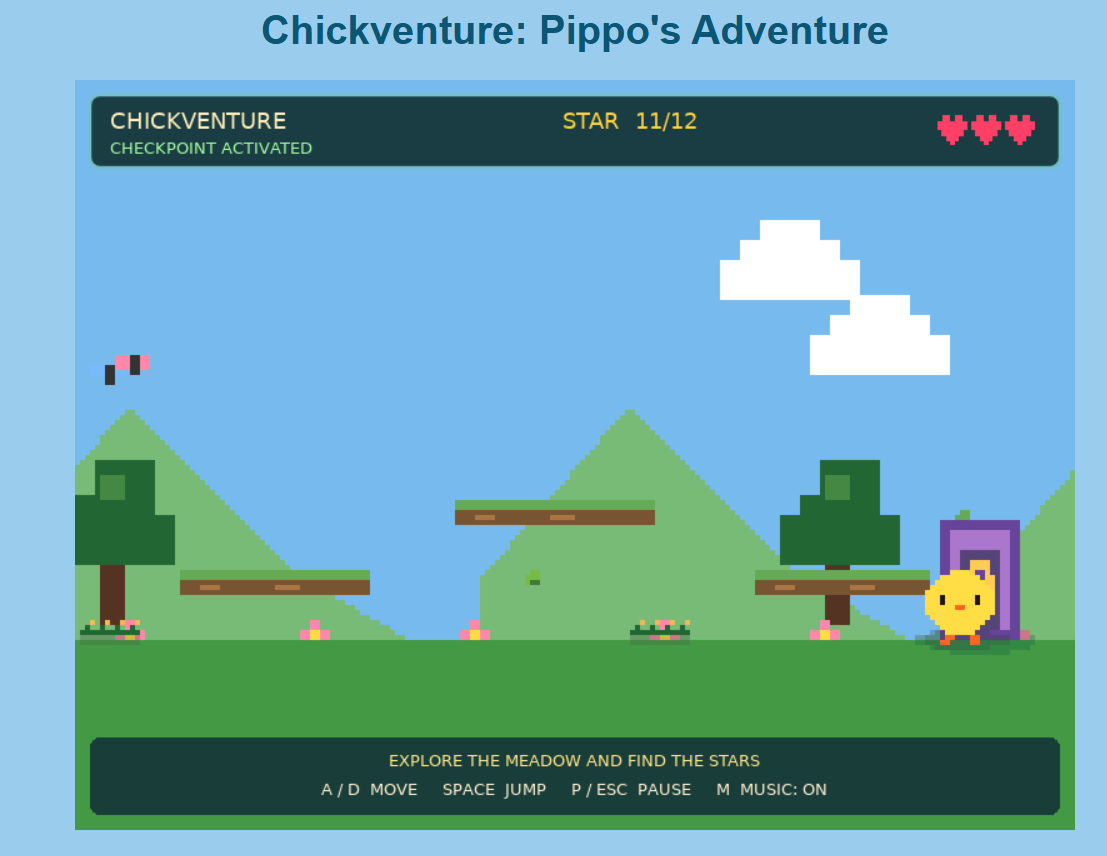 Chickventure: Pippo's Adventure
CHICKVENTURE
STAR 11/12
CHECKPOINT ACTIVATED
EXPLORE THE MEADOW AND FIND THE STARS
A / D MOVE SPACE JUMP P / ESC PAUSE M MUSIC: ON